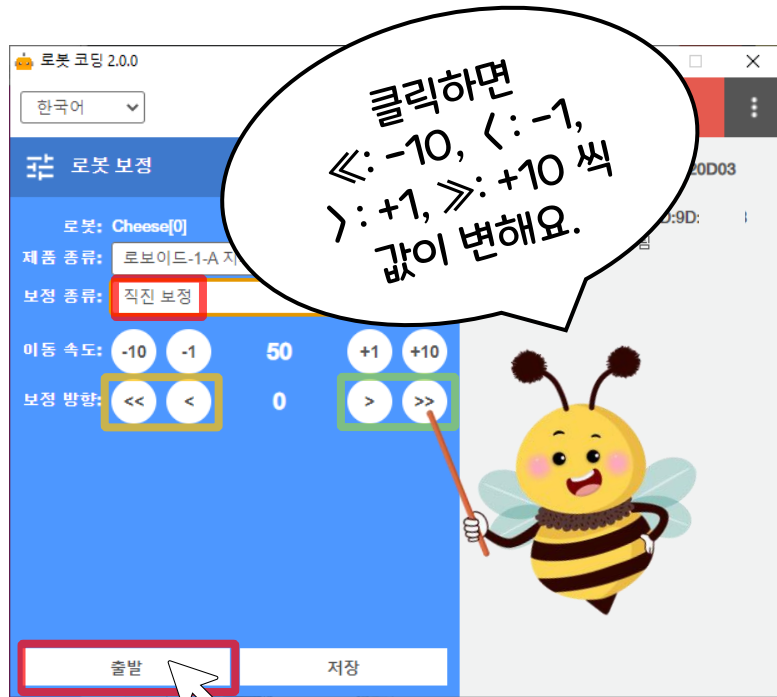 로봇 코딩 2.0.0
클릭하면
≪: -10, <: -1,
>: +1, ≫: +10 씩
값이 변해요.
한국어
로봇 보정
20D03
로봇: Cheese[0]
D:9D:
제품 종류: 로보이드-1-A 지
보정 종류: 직진 보정
이동 속도: -10 -1 50 +1 +10
보정 방향: << < 0 > >>
출발 저장